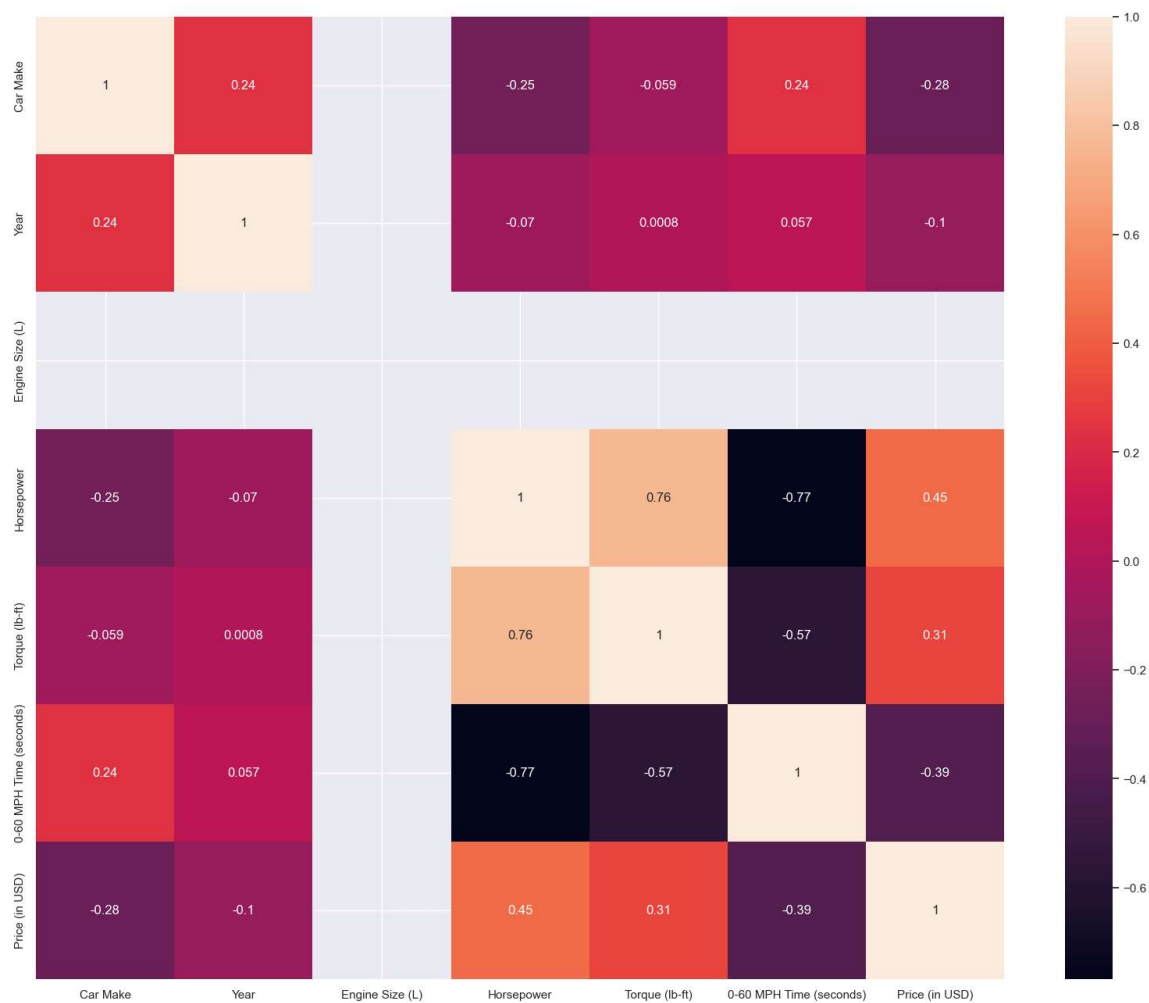 Car Make 1 0.24 -0.25 -0.059 0.24 -0.28
Year 0.24 1 -0.07 0.0008 0.057 -0.1
Engine Size (L)
Horsepower -0.25 -0.07 1 0.76 -0.77 0.45
Torque (lb-ft) -0.059 0.0008 0.76 1 -0.57 0.31
0-60 MPH Time (seconds) 0.24 0.057 -0.77 -0.57 1 -0.39
Price (in USD) -0.28 -0.1 0.45 0.31 -0.39 1
Car Make Year Engine Size (L) Horsepower Torque (lb-ft) 0-60 MPH Time (seconds) Price (in USD)
1.0
0.8
0.6
0.4
0.2
0.0
−0.2
−0.4
−0.6